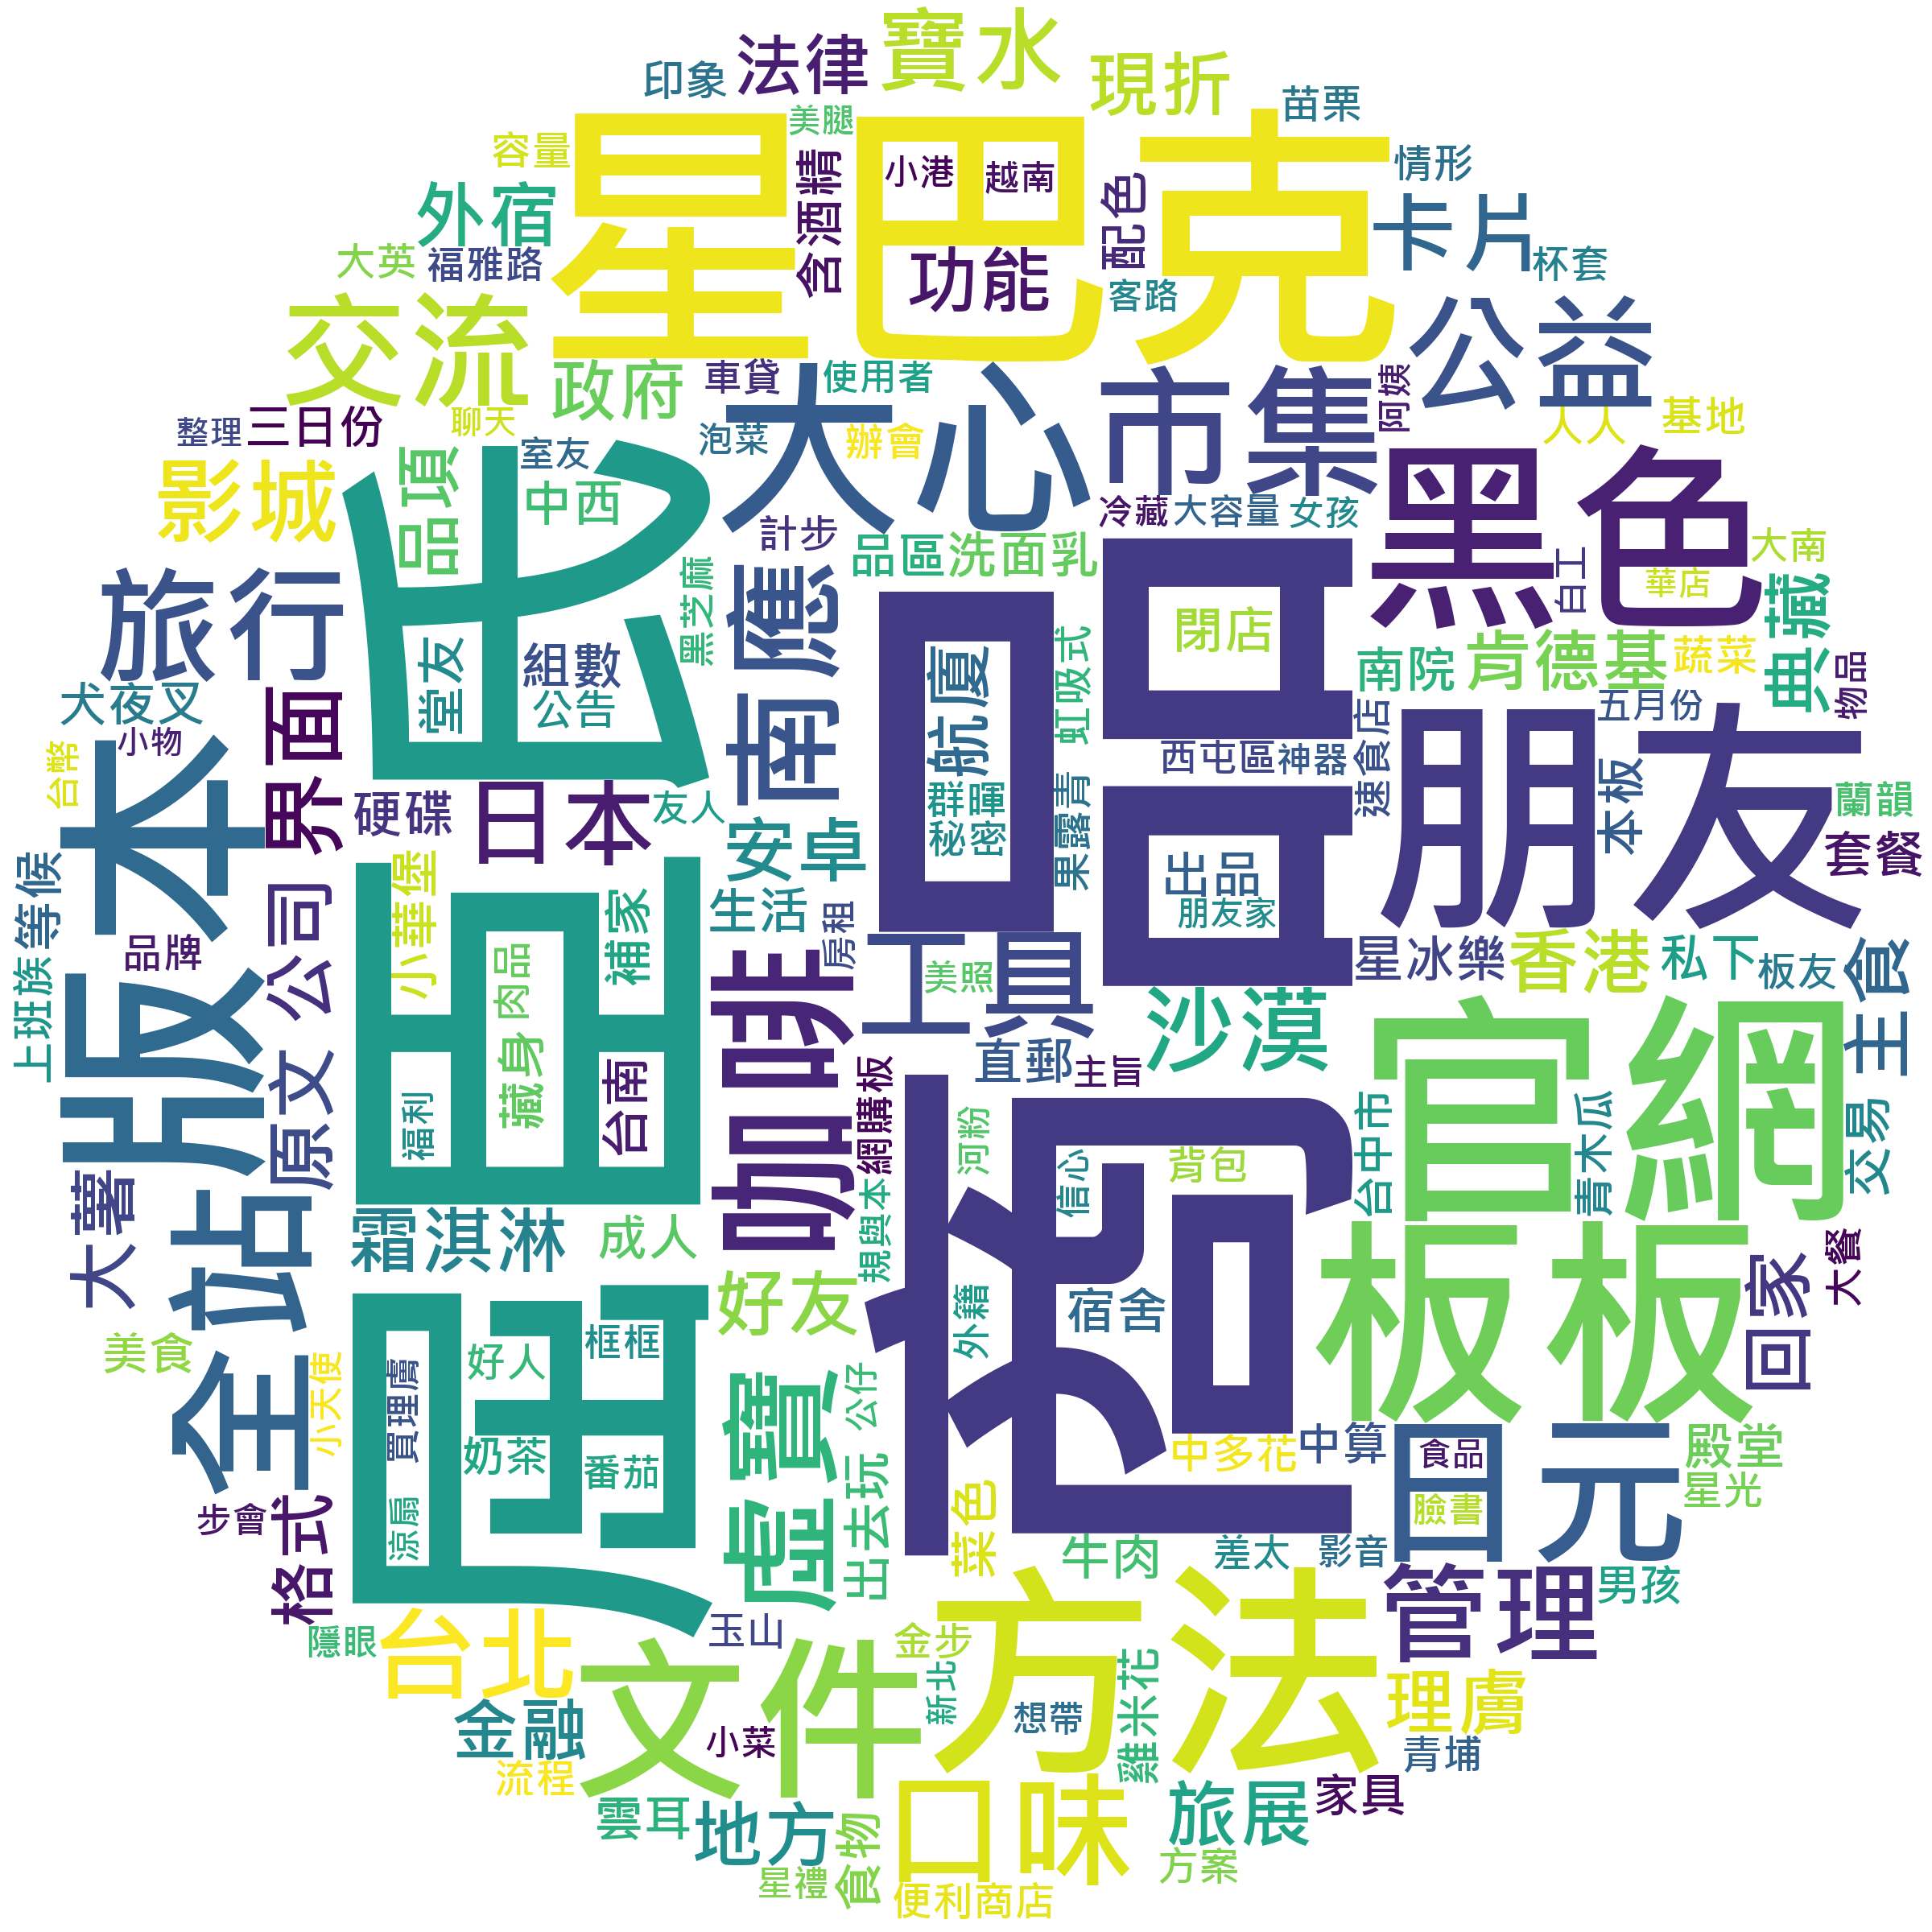 星巴克
屈臣氏
商品
朋友
官網
板板
方法
版本
黑色
大心
文件
全站
咖啡
日元
口味
交流
市集
公益
旅行
南應
虛寶
工具
管理
沙漠
寶水
現折
法律
印象
美腿
苗栗
容量
含酒精
小港
越南
配色
情形
卡片
外宿
大英
福雅路
功能
客路
杯套
政府
車貸
使用者
阿姨
人人
基地
整理
三日份
聊天
室友
泡菜
辦會
影城
品項
中西
計步
冷藏
大容量
女孩
品區
洗面乳
白工
大南
華店
黑芝麻
虹吸式
閉店
典藏
堂友
組數
公告
航廈
南院
肯德基
蔬菜
物品
犬夜叉
小物
台幣
界面
西屯區
神器
速食店
五月份
本板
硬碟
日本
友人
安卓
群暉
秘密
果露青
蘭韻
套餐
等候
小華堡
補家
生活
房租
出品
朋友家
品牌
公司
肉品
美照
星冰樂
香港
私下
板友
主食
上班族
原文
藏身
福利
台南
直郵
主旨
網購板
河粉
信心
背包
台中市
青木瓜
交易
大薯
霜淇淋
成人
好友
規與本
外籍
宿舍
回家
大餐
美食
小天使
好人
框框
賈理膚
奶茶
番茄
公仔
中多花
中算
食品
臉書
殿堂
星光
步會
格式
涼扇
出去玩
菜色
牛肉
差太
影音
男孩
隱眼
台北
玉山
金步
新北
想帶
雞米花
理膚
青埔
金融
小菜
流程
雲耳
地方
食物
星禮
便利商店
旅展
家具
方案